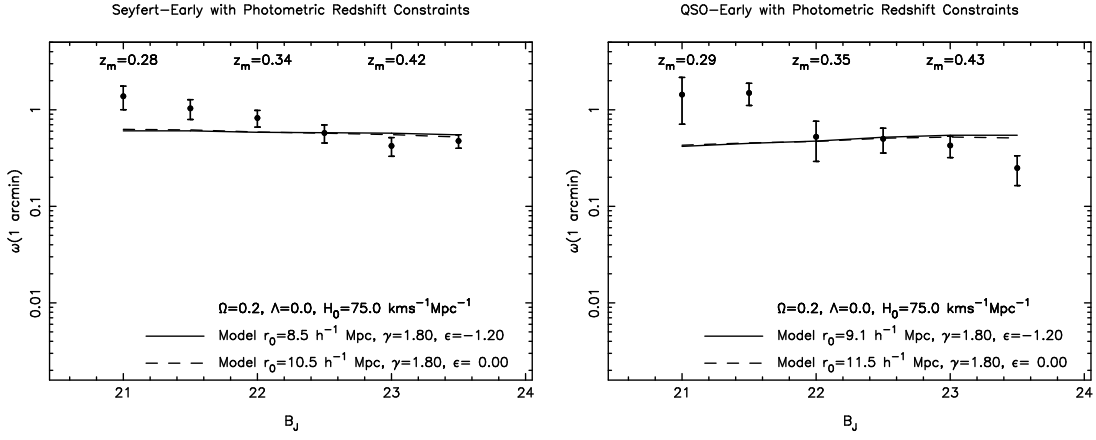 Seyfert–Early with Photometric Redshift Constraints
z_m=0.28 z_m=0.34 z_m=0.42
1
0.1
0.01
ω(1 arcmin)
Ω=0.2, Λ=0.0, H_0=75.0 kms^−1Mpc^−1
Model r_0=8.5 h^−1 Mpc, γ=1.80, ϵ=−1.20
Model r_0=10.5 h^−1 Mpc, γ=1.80, ϵ= 0.00
21 22 23 24
B_J
QSO–Early with Photometric Redshift Constraints
z_m=0.29 z_m=0.35 z_m=0.43
1
0.1
0.01
ω(1 arcmin)
Ω=0.2, Λ=0.0, H_0=75.0 kms^−1Mpc^−1
Model r_0=9.1 h^−1 Mpc, γ=1.80, ϵ=−1.20
Model r_0=11.5 h^−1 Mpc, γ=1.80, ϵ= 0.00
21 22 23 24
B_J